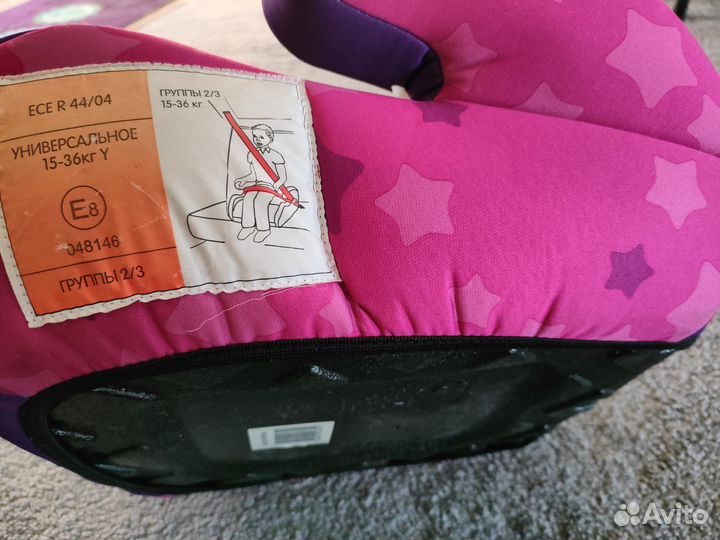 ECE R 44/04
УНИВЕРСАЛЬНОЕ
15-36кг Y
E8
048146
ГРУППЫ 2/3
ГРУППЫ 2/3
15-36 кг
Avito